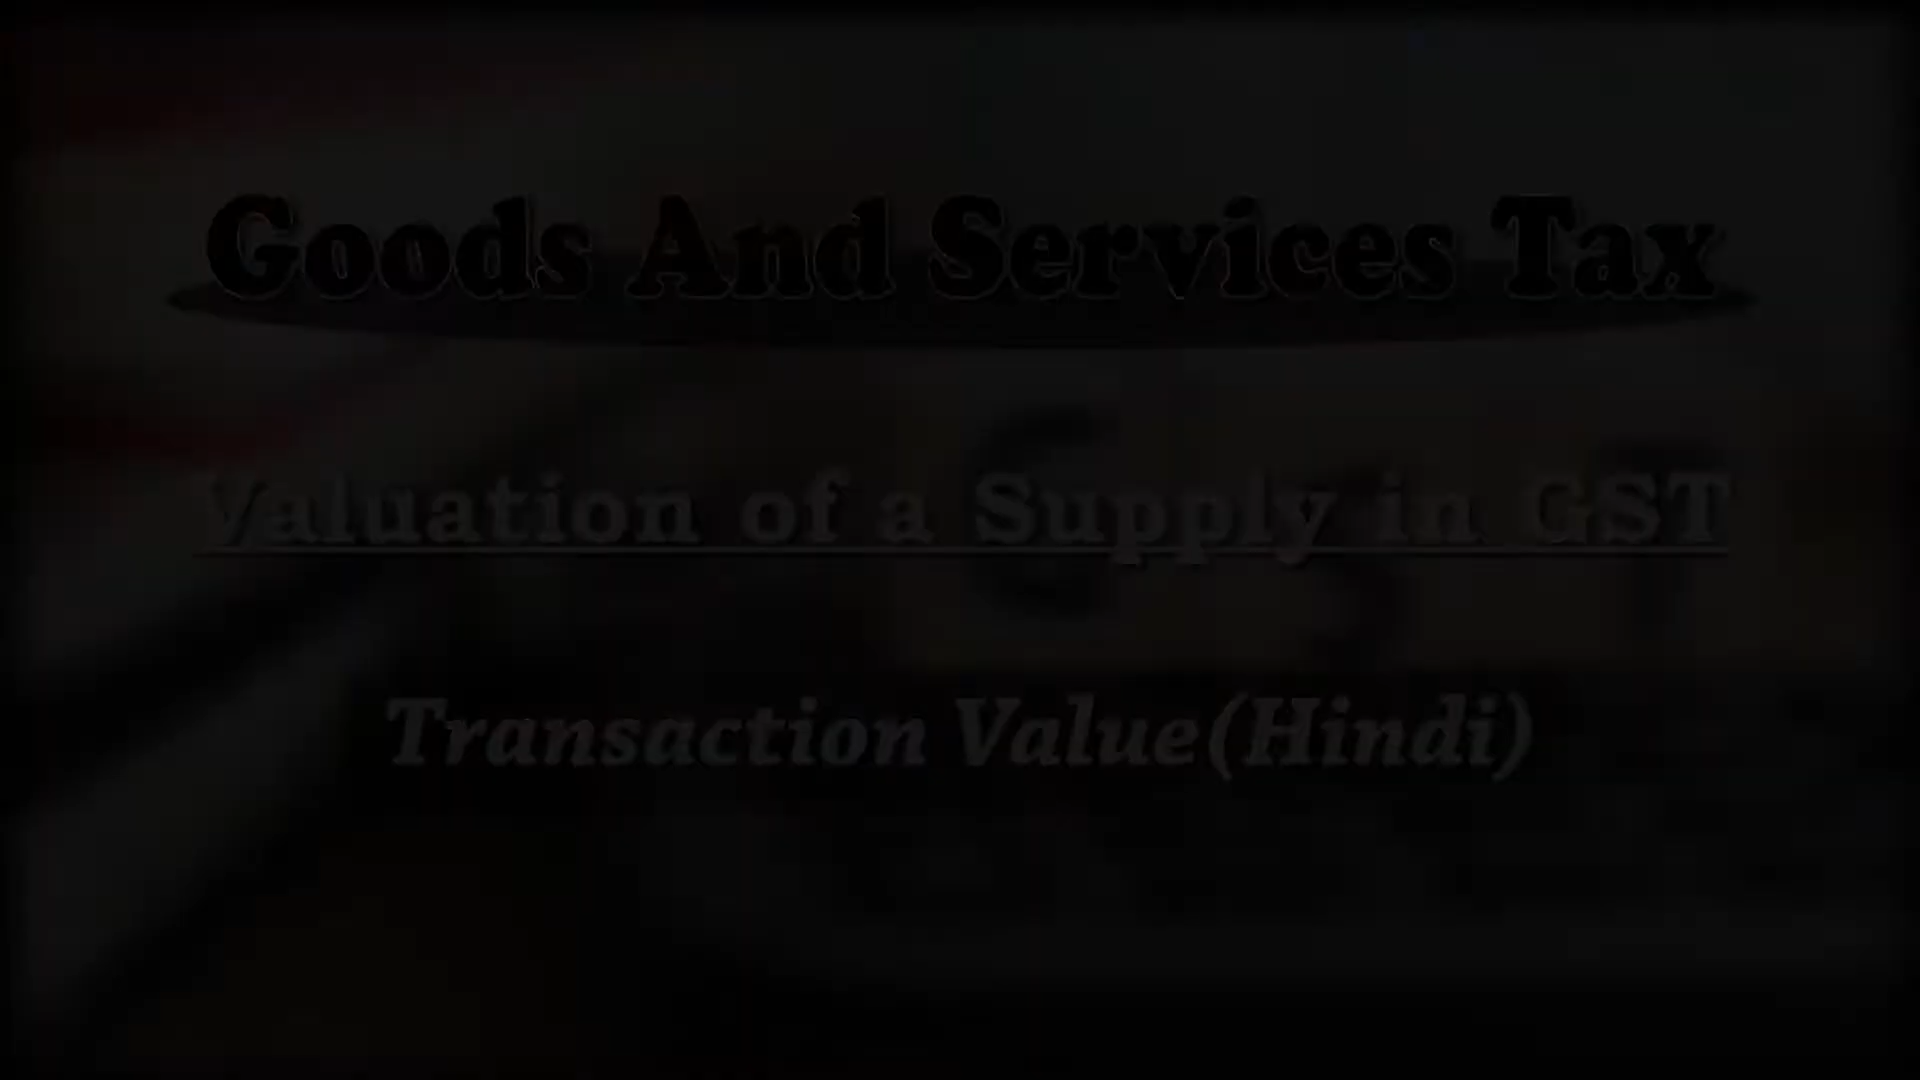 Goods And Services Tax
Valuation of a Supply in GST
Transaction Value(Hindi)